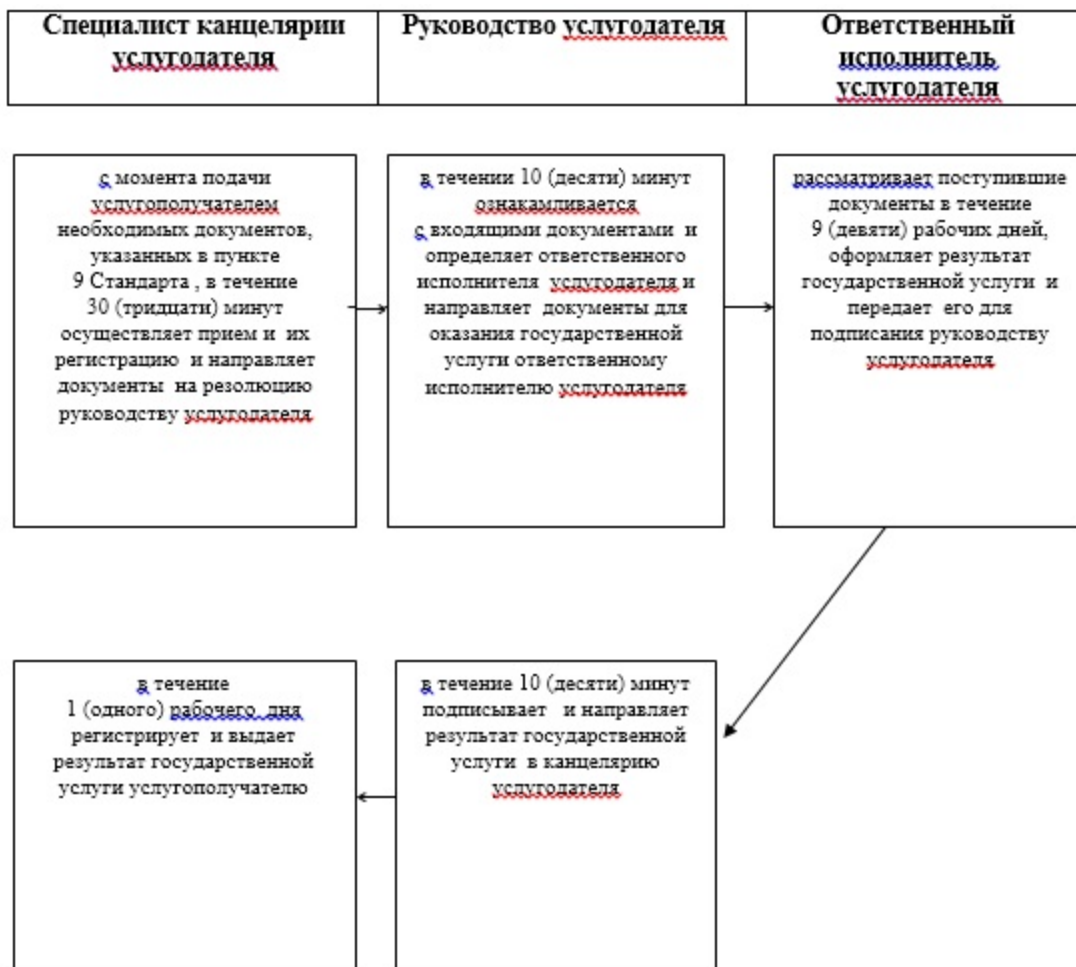 Специалист канцелярии
услугодателя
Руководство услугодателя
Ответственный
исполнитель
услугодателя
с момента подачи
услугополучателем
необходимых документов,
указанных в пункте
9 Стандарта , в течение
30 (тридцати) минут
осуществляет прием и их
регистрацию и направляет
документы на резолюцию
руководству услугодателя
в течении 10 (десяти) минут
ознакамливается
с входящими документами и
определяет ответственного
исполнителя услугодателя и
направляет документы для
оказания государственной
услуги ответственному
исполнителю услугодателя
рассматривает поступившие
документы в течение
9 (девяти) рабочих дней,
оформляет результат
государственной услуги и
передает его для
подписания руководству
услугодателя
в течение
1 (одного) рабочего дня
регистрирует и выдает
результат государственной
услуги услугополучателю
в течение 10 (десяти) минут
подписывает и направляет
результат государственной
услуги в канцелярию
услугодателя